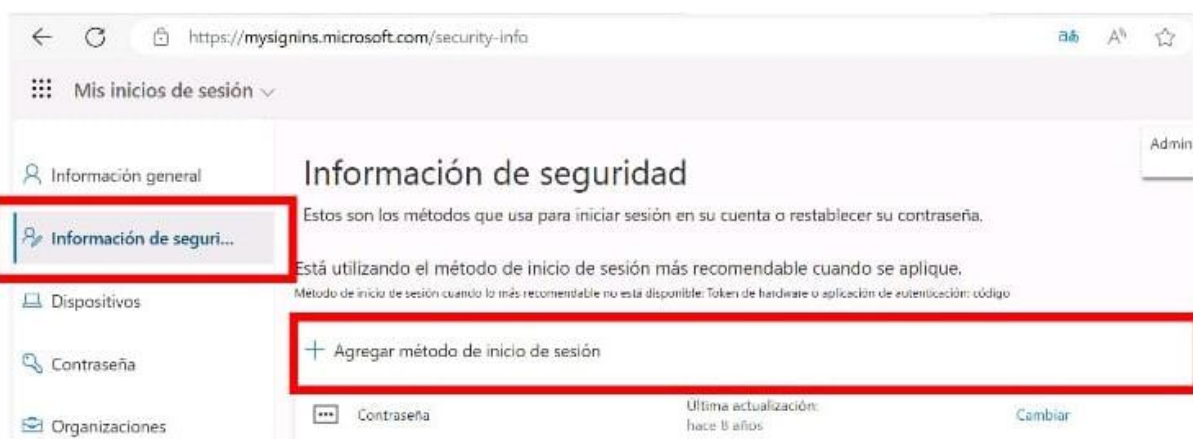 https://mysignins.microsoft.com/security-info
Mis inicios de sesión
Admin
Información general
Información de seguri...
Dispositivos
Contraseña
Organizaciones
Información de seguridad
Estos son los métodos que usa para iniciar sesión en su cuenta o restablecer su contraseña.
Está utilizando el método de inicio de sesión más recomendable cuando se aplique.
Método de inicio de sesión cuando lo más recomendable no está disponible: Token de hardware o aplicación de autenticación: código
+ Agregar método de inicio de sesión
Contraseña
Última actualización:
hace 8 años
Cambiar